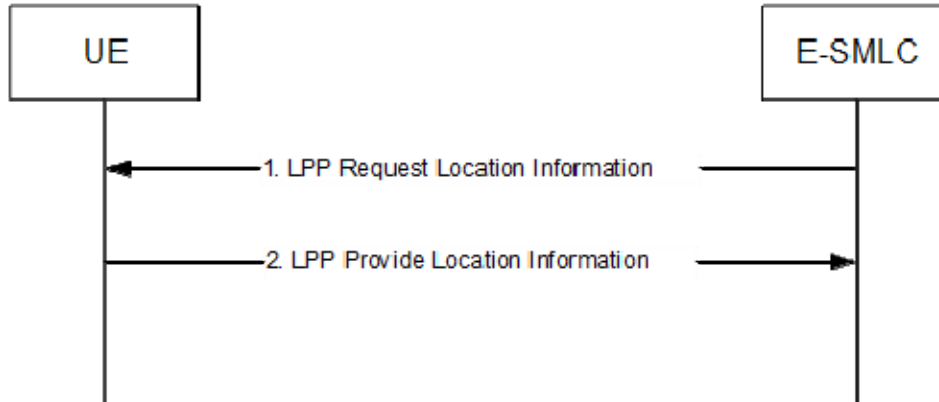 UE
E-SMLC
1. LPP Request Location Information
2. LPP Provide Location Information